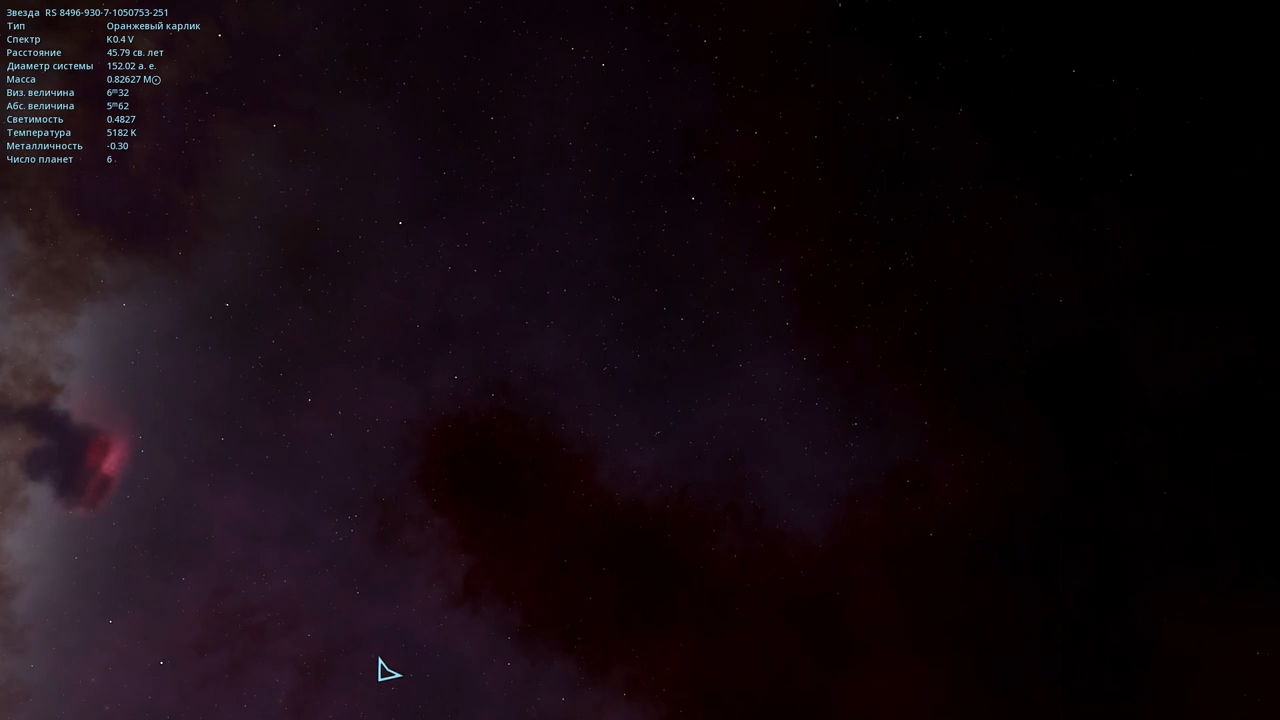 Звезда RS 8496-930-7-1050753-251
Тип Оранжевый карлик
Спектр K0.4 V
Расстояние 45.79 св. лет
Диаметр системы 152.02 а. е.
Масса 0.82627 M☉
Виз. величина 6ᵐ32
Абс. величина 5ᵐ62
Светимость 0.4827
Температура 5182 K
Металличность -0.30
Число планет 6